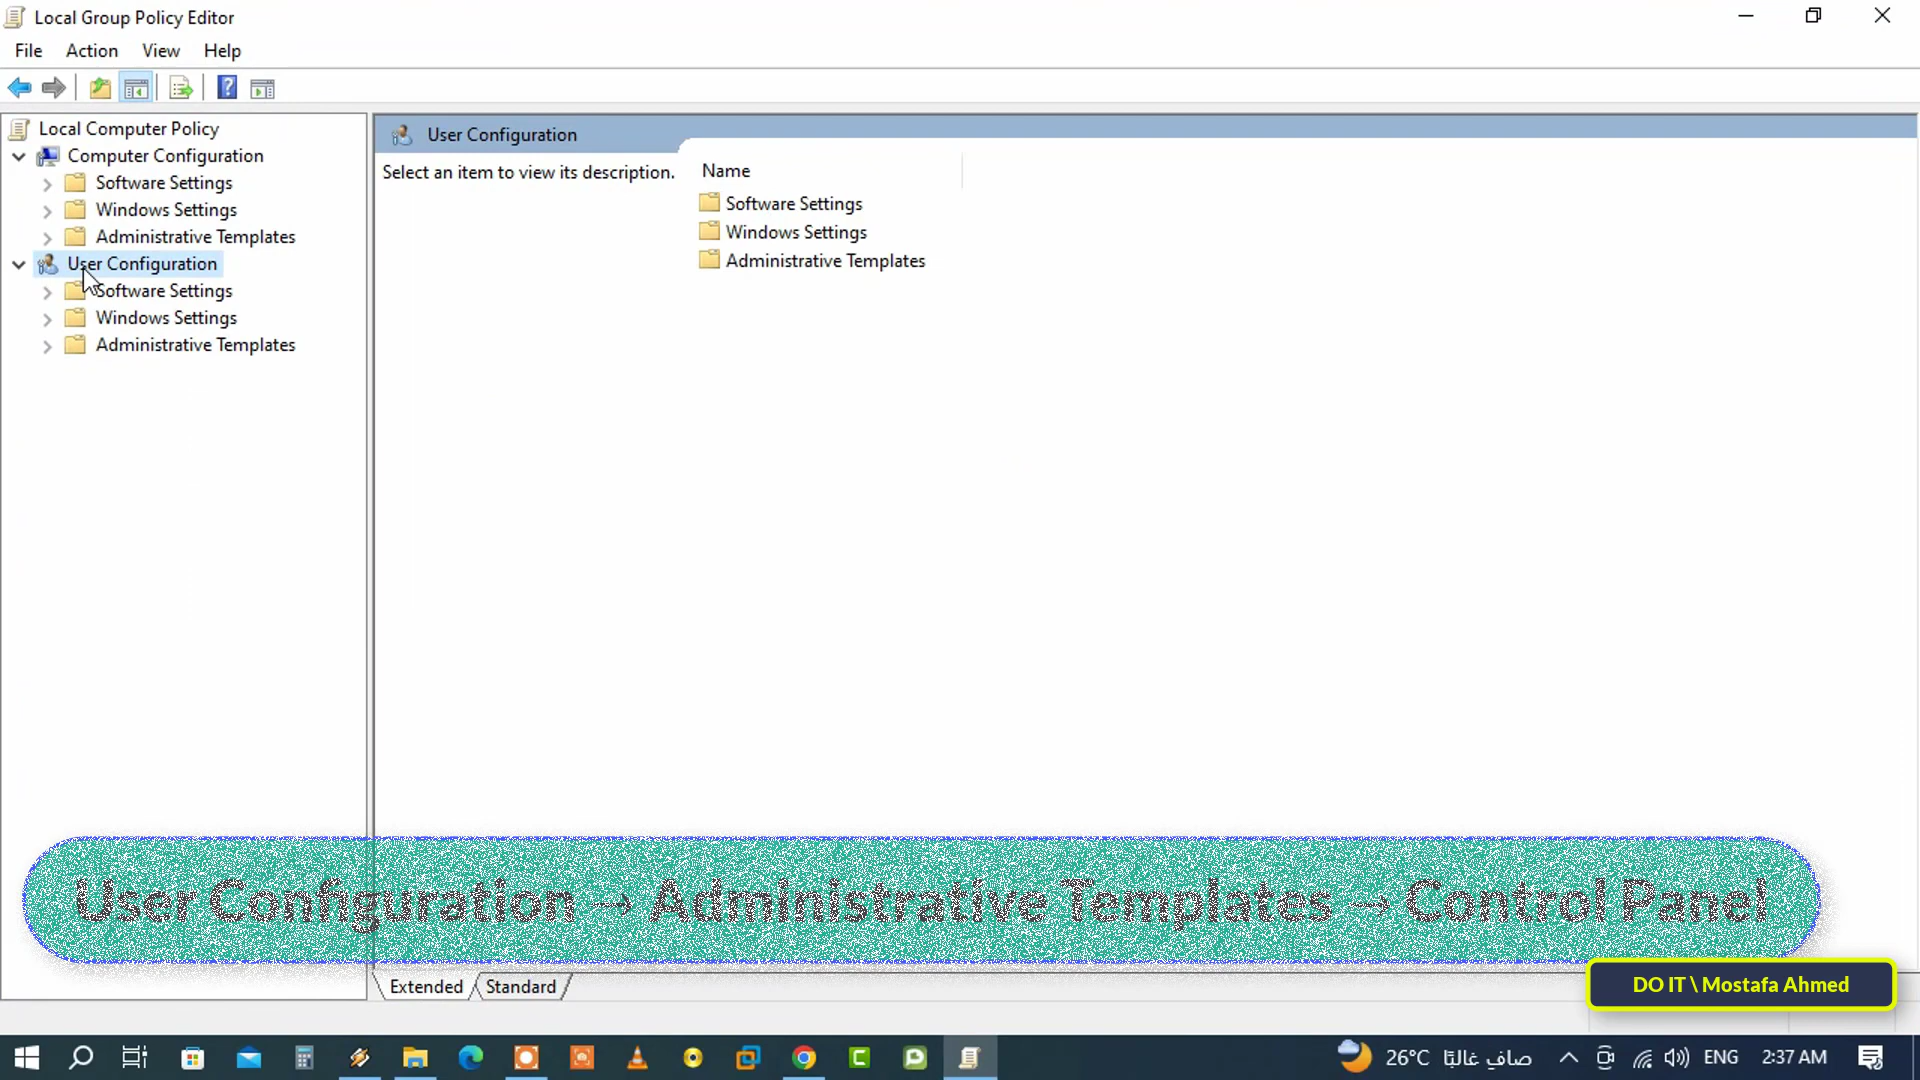 Local Group Policy Editor
File Action View Help
Local Computer Policy
Computer Configuration
Software Settings
Windows Settings
Administrative Templates
User Configuration
Software Settings
Windows Settings
Administrative Templates
User Configuration
Select an item to view its description.
Name
Software Settings
Windows Settings
Administrative Templates
User Configuration → Administrative Templates → Control Panel
Extended Standard
DO IT \ Mostafa Ahmed
26°C صافٍ غالبًا ENG 2:37 AM